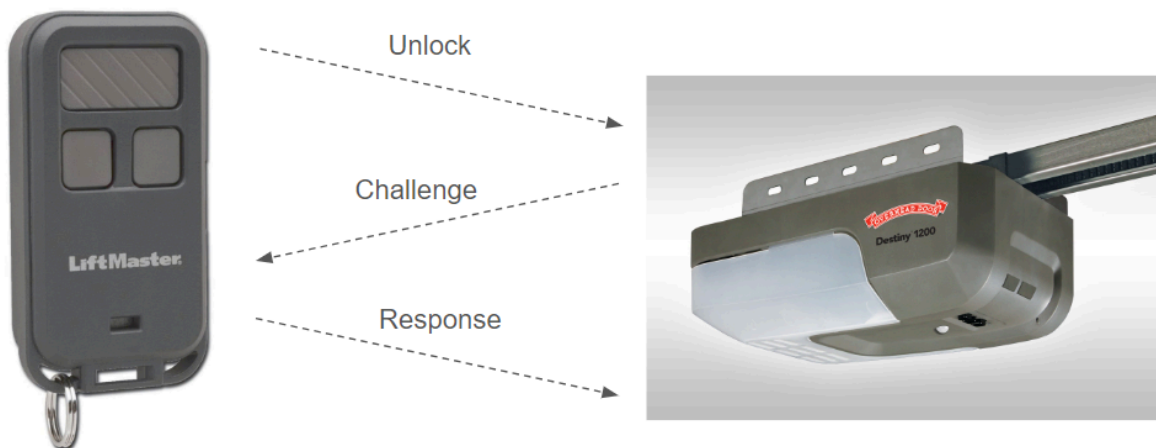 Unlock
Challenge
Response
LiftMaster
OVERHEAD DOOR
Destiny 1200